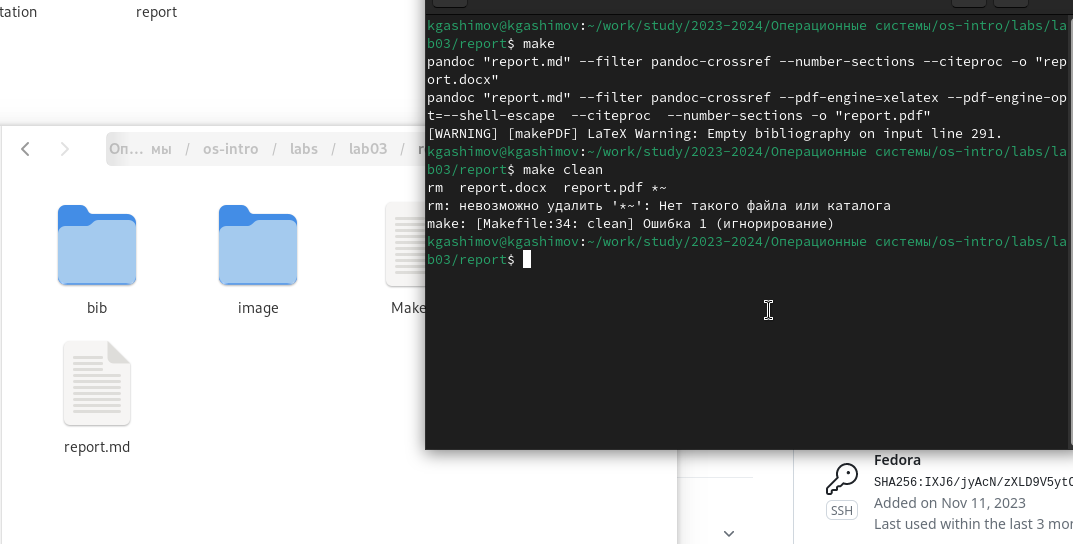 tation
report
Оп... мы / os-intro / labs / lab03 / r
bib
image
Make
report.md
kgashimov@kgashimov:~/work/study/2023-2024/Операционные системы/os-intro/labs/la
b03/report$ make
pandoc "report.md" --filter pandoc-crossref --number-sections --citeproc -o "rep
ort.docx"
pandoc "report.md" --filter pandoc-crossref --pdf-engine=xelatex --pdf-engine-op
t=--shell-escape  --citeproc  --number-sections -o "report.pdf"
[WARNING] [makePDF] LaTeX Warning: Empty bibliography on input line 291.
kgashimov@kgashimov:~/work/study/2023-2024/Операционные системы/os-intro/labs/la
b03/report$ make clean
rm  report.docx  report.pdf *~
rm: невозможно удалить '*~': Нет такого файла или каталога
make: [Makefile:34: clean] Ошибка 1 (игнорирование)
kgashimov@kgashimov:~/work/study/2023-2024/Операционные системы/os-intro/labs/la
b03/report$
Fedora
SHA256:IXJ6/jyAcN/zXLD9V5yt
SSH
Added on Nov 11, 2023
Last used within the last 3 mo